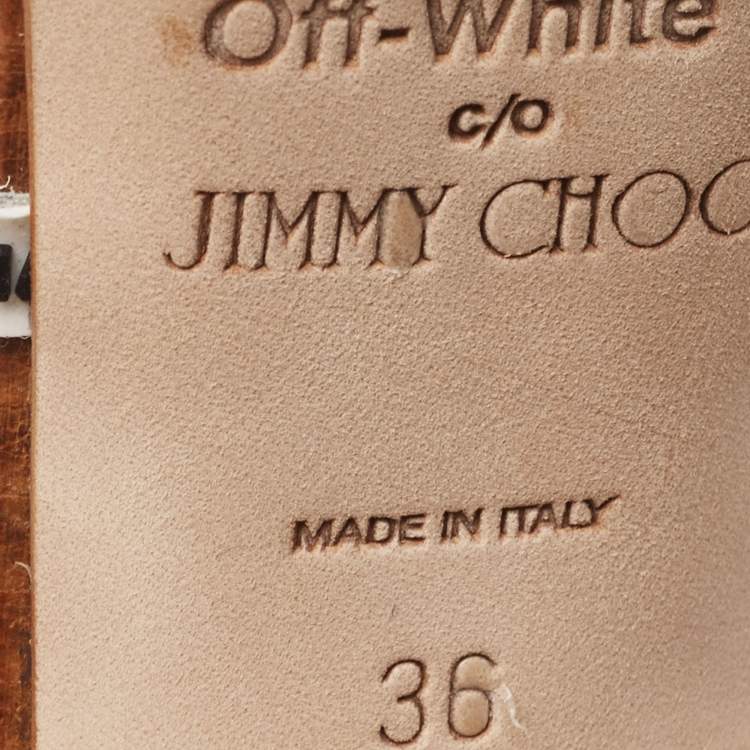 Off-White
c/o
JIMMY CHOO
MADE IN ITALY
36